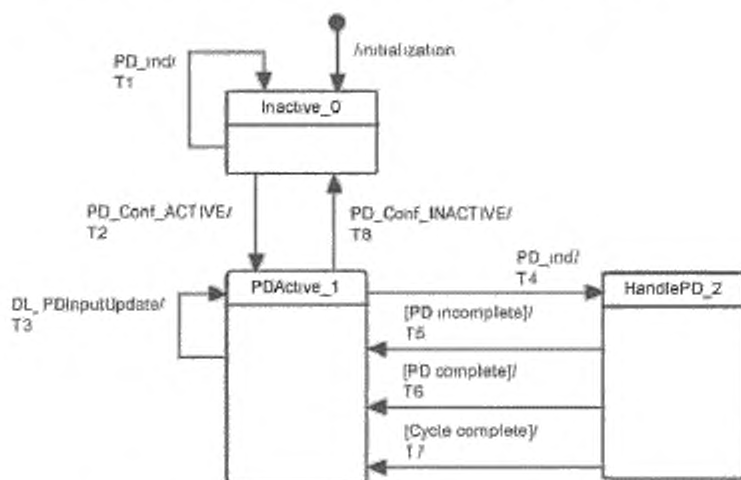 /initialization
PD_ind/
T1
Inactive_0
PD_Conf_ACTIVE/
T2
PD_Conf_INACTIVE/
T8
PD_ind/
T4
DL_PDInputUpdate/
T3
PDActive_1
HandlePD_2
[PD incomplete]/
T5
[PD complete]/
T6
[Cycle complete]/
T7